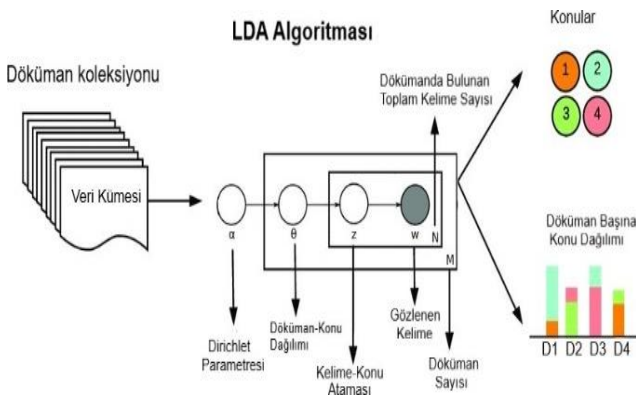 LDA Algoritması
Döküman koleksiyonu
Veri Kümesi
Dökümanda Bulunan
Toplam Kelime Sayısı
α
θ
z
w
N
M
Dirichlet
Parametresi
Döküman-Konu
Dağılımı
Kelime-Konu
Ataması
Gözlenen
Kelime
Döküman
Sayısı
Konular
1
2
3
4
Döküman Başına
Konu Dağılımı
D1 D2 D3 D4